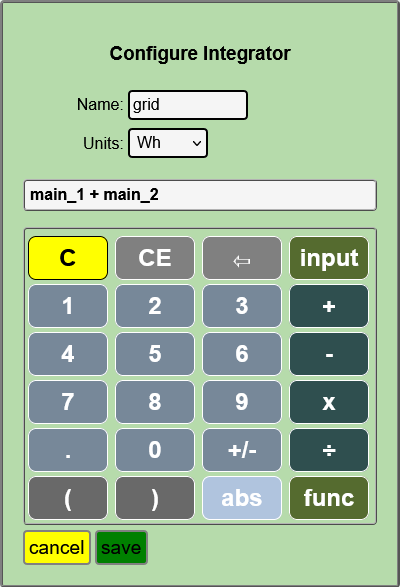 Configure Integrator
Name: grid
Units: Wh
main_1 + main_2
C CE ⇦ input
1 2 3 +
4 5 6 -
7 8 9 x
. 0 +/- ÷
( ) abs func
cancel save